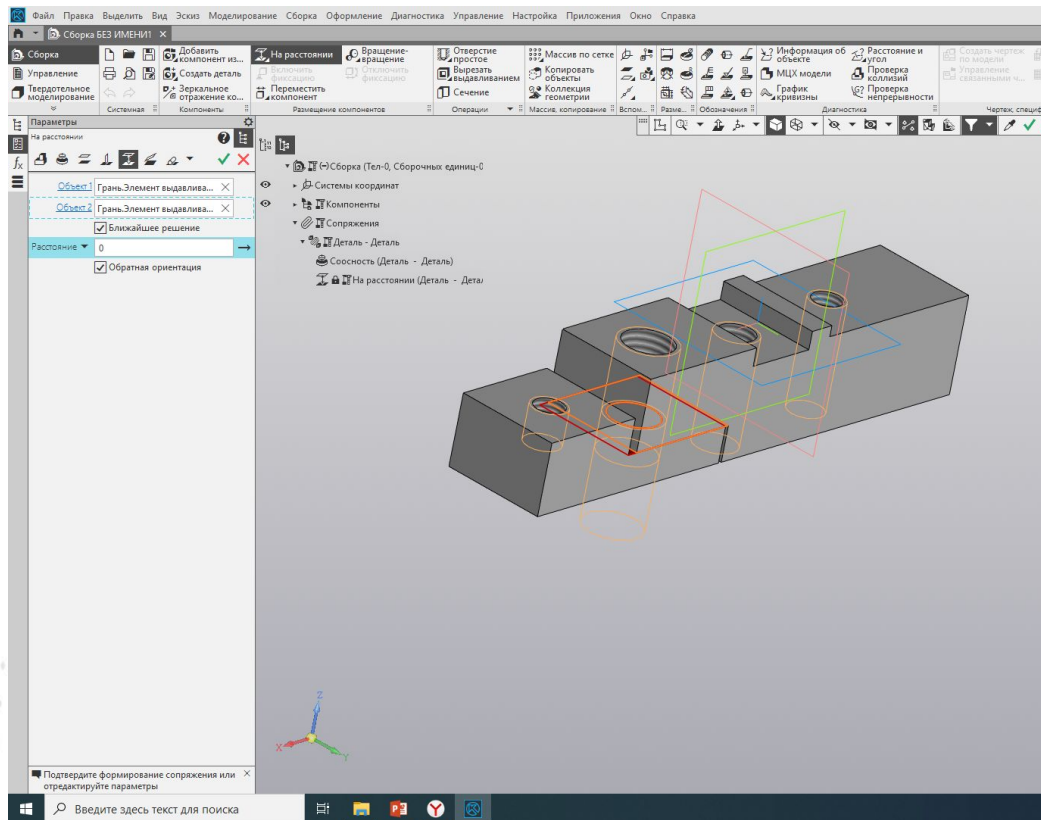 Файл Правка Выделить Вид Эскиз Моделирование Сборка Оформление Диагностика Управление Настройка Приложения Окно Справка
Сборка БЕЗ ИМЕНИ1
Сборка
Управление
Твердотельное моделирование
Системная
Добавить компонент из...
Создать деталь
Зеркальное отражение ко...
Компоненты
На расстоянии
Включить фиксацию
Переместить компонент
Вращение-вращение
Отключить фиксацию
Размещение компонентов
Отверстие простое
Вырезать выдавливанием
Сечение
Операции
Массив по сетке
Копировать объекты
Коллекция геометрии
Массив, копирование
Вспом...
Разме...
Обозначения
Информация об объекте
МЦХ модели
График кривизны
Расстояние и угол
Проверка коллизий
Проверка непрерывности
Диагностика
Создать чертеж по модели
Управление связанными ч...
Чертеж, специф
Параметры
На расстоянии
Объект 1 Грань.Элемент выдавлива...
Объект 2 Грань.Элемент выдавлива...
Ближайшее решение
Расстояние 0
Обратная ориентация
(-)Сборка (Тел-0, Сборочных единиц-0
Системы координат
Компоненты
Сопряжения
Деталь - Деталь
Соосность (Деталь - Деталь)
На расстоянии (Деталь - Дета
Z
X
Y
Подтвердите формирование сопряжения или
отредактируйте параметры
Введите здесь текст для поиска